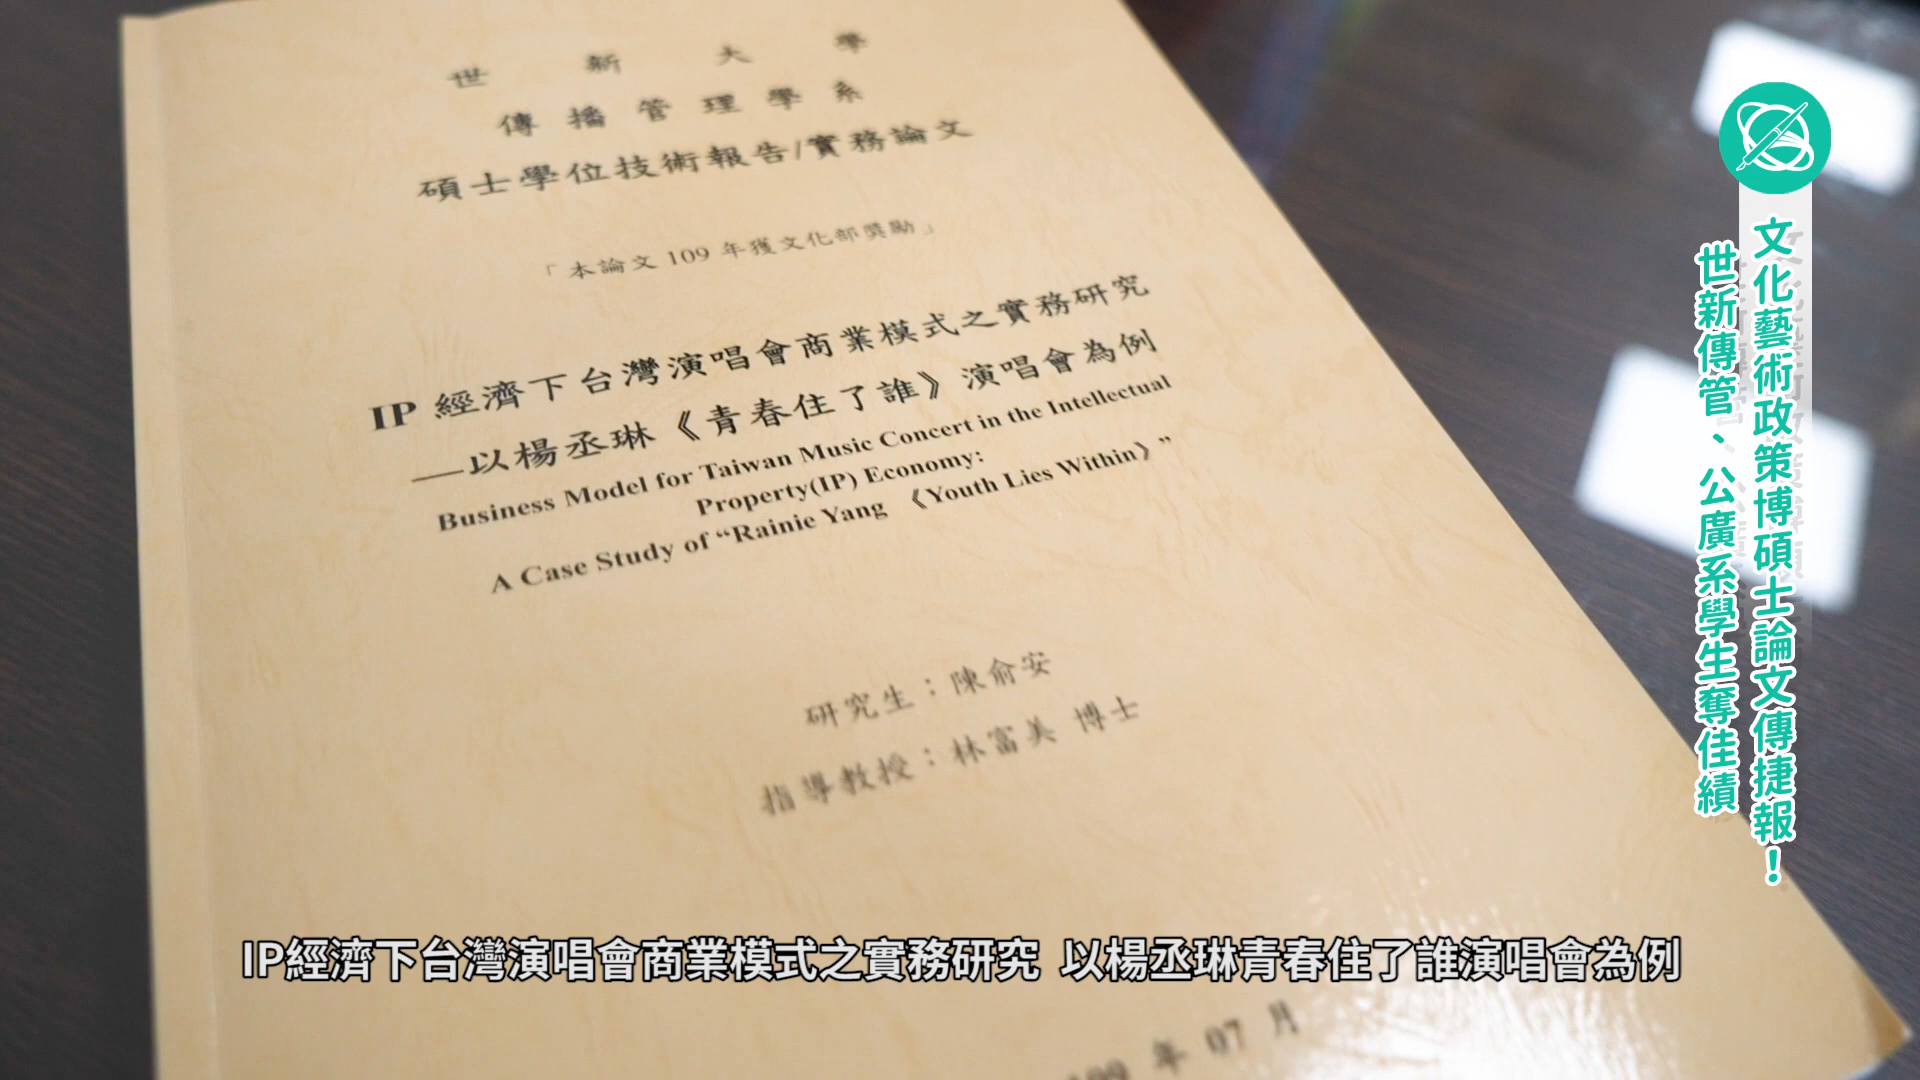 世新大學
傳播管理學系
碩士學位技術報告/實務論文
「本論文 109 年獲文化部獎勵」
IP 經濟下台灣演唱會商業模式之實務研究
—以楊丞琳《青春住了誰》演唱會為例
Business Model for Taiwan Music Concert in the Intellectual
Property(IP) Economy:
A Case Study of “Rainie Yang 《Youth Lies Within》”
研究生：陳俞安
指導教授：林富美 博士
109 年 07 月
文化藝術政策博碩士論文傳捷報！
世新傳管、公廣系學生奪佳績
IP經濟下台灣演唱會商業模式之實務研究 以楊丞琳青春住了誰演唱會為例